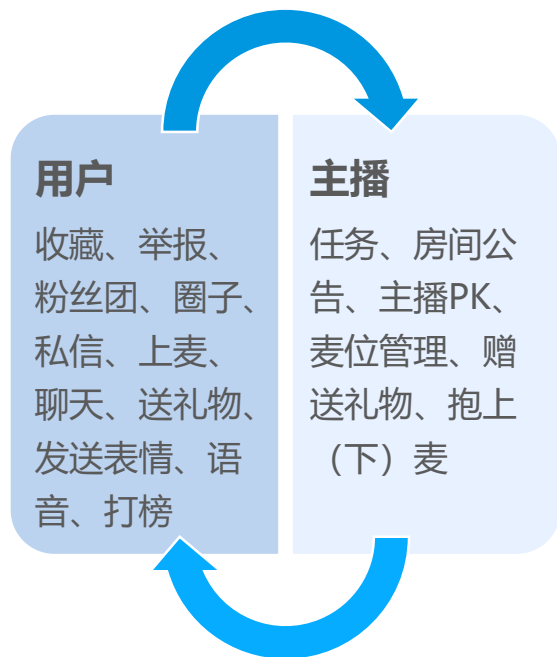 用户
收藏、举报、
粉丝团、圈子、
私信、上麦、
聊天、送礼物、
发送表情、语
音、打榜
主播
任务、房间公
告、主播PK、
麦位管理、赠
送礼物、抱上
（下）麦